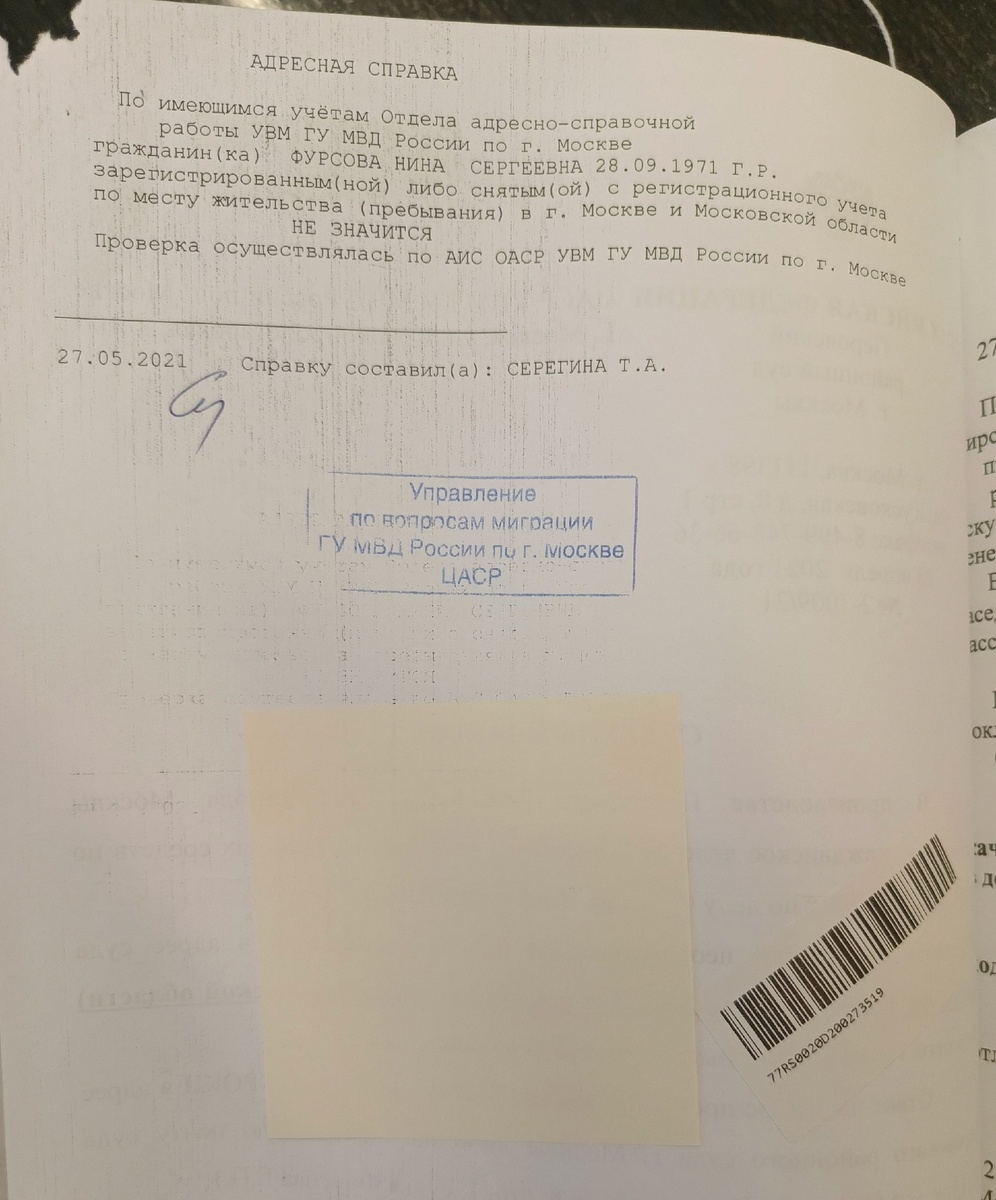 АДРЕСНАЯ СПРАВКА
По имеющимся учётам Отдела адресно-справочной
работы УВМ ГУ МВД России по г. Москве
гражданин(ка) ФУРСОВА НИНА СЕРГЕЕВНА 28.09.1971 Г.Р.
зарегистрированным(ной) либо снятым(ой) с регистрационного учета
по месту жительства (пребывания) в г. Москве и Московской области
НЕ ЗНАЧИТСЯ
Проверка осуществлялась по АИС ОАСР УВМ ГУ МВД России по г. Москве
27.05.2021 Справку составил(а): СЕРЕГИНА Т.А.
Управление
по вопросам миграции
ГУ МВД России по г. Москве
ЦАСР
77RS0020D200273519
27